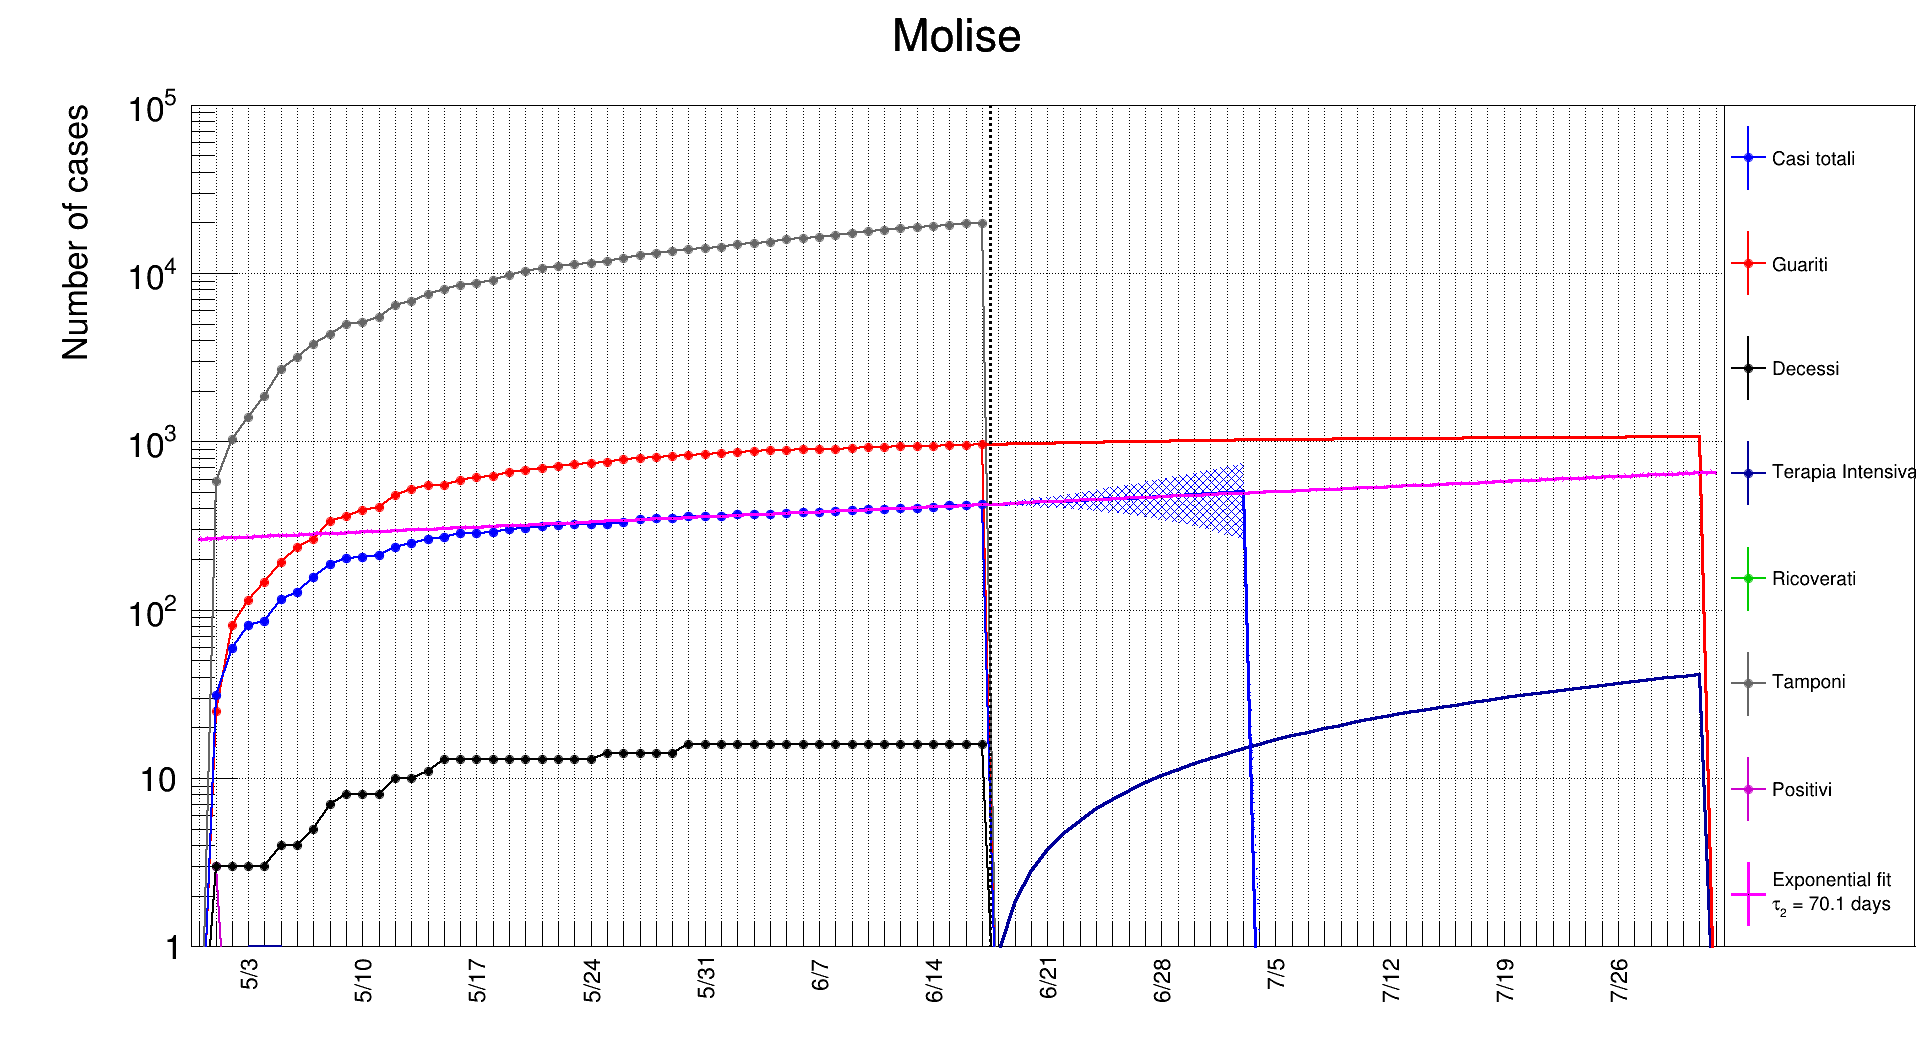 Molise
Number of cases
10^5
10^4
10^3
10^2
10
1
5/3
5/10
5/17
5/24
5/31
6/7
6/14
6/21
6/28
7/5
7/12
7/19
7/26
Casi totali
Guariti
Decessi
Terapia Intensiva
Ricoverati
Tamponi
Positivi
Exponential fit
τ₂ = 70.1 days